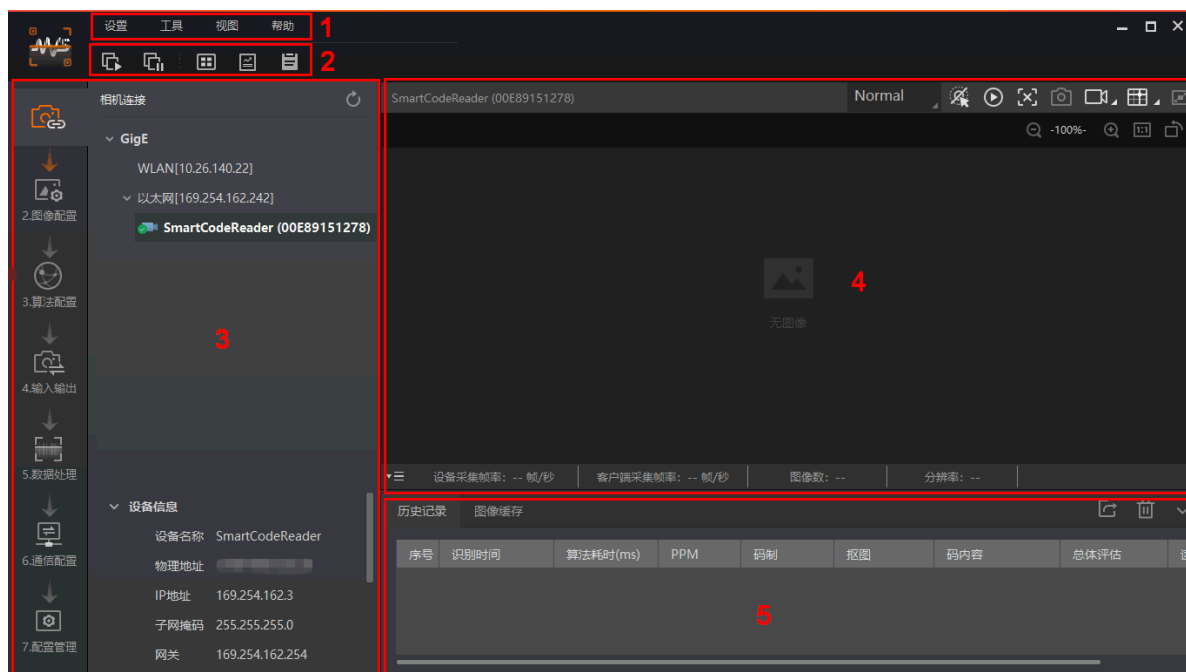 设置 工具 视图 帮助 1
2
相机连接
GigE
WLAN[10.26.140.22]
以太网[169.254.162.242]
SmartCodeReader (00E89151278)
2.图像配置
3.算法配置
3
4.输入输出
5.数据处理
6.通信配置
7.配置管理
设备信息
设备名称 SmartCodeReader
物理地址
IP地址 169.254.162.3
子网掩码 255.255.255.0
网关 169.254.162.254
SmartCodeReader (00E89151278) Normal
-100%- 1:1
4
无图像
设备采集帧率: -- 帧/秒 客户端采集帧率: -- 帧/秒 图像数: -- 分辨率: --
历史记录 图像缓存
序号 识别时间 算法耗时(ms) PPM 码制 抠图 码内容 总体评估
5